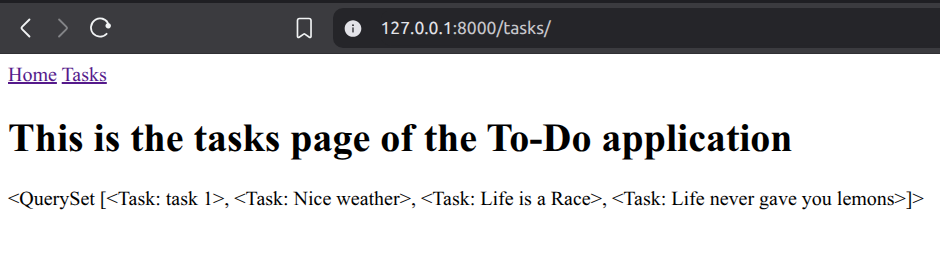 127.0.0.1:8000/tasks/
Home Tasks
This is the tasks page of the To-Do application
<QuerySet [<Task: task 1>, <Task: Nice weather>, <Task: Life is a Race>, <Task: Life never gave you lemons>]>